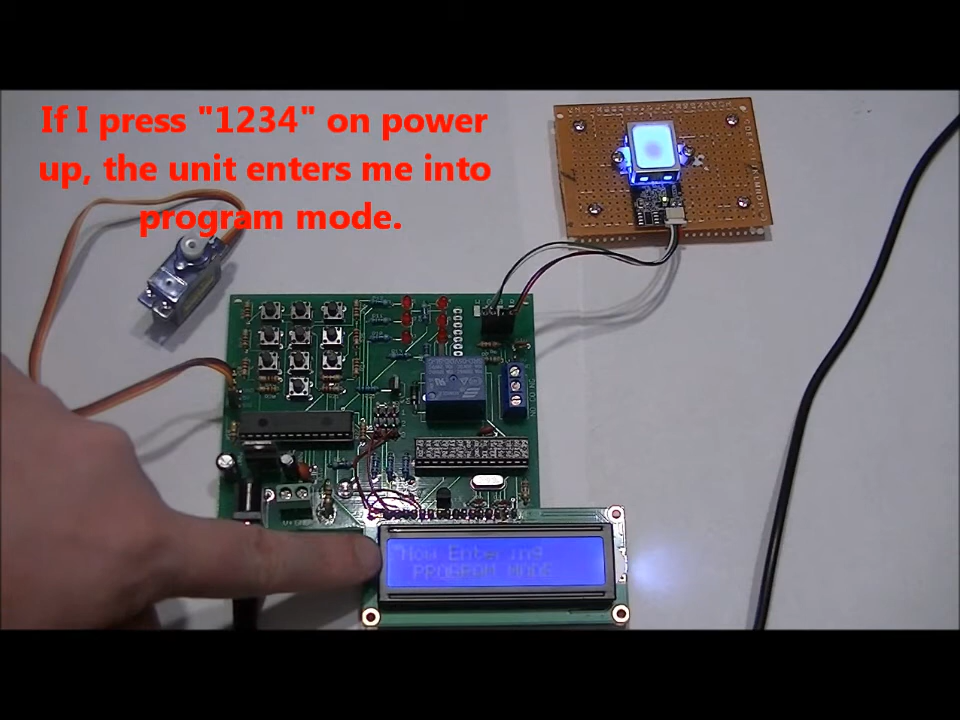 If I press "1234" on power
up, the unit enters me into
program mode.
Now Entering
PROGRAM MODE